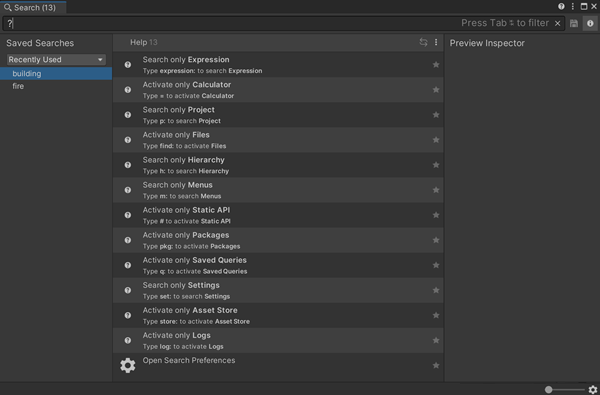 Search (13)
?
Press Tab to filter
Saved Searches
Recently Used
building
fire
Help 13
Search only Expression
Type expression: to search Expression
Activate only Calculator
Type = to activate Calculator
Search only Project
Type p: to search Project
Activate only Files
Type find: to activate Files
Search only Hierarchy
Type h: to search Hierarchy
Search only Menus
Type m: to search Menus
Activate only Static API
Type # to activate Static API
Activate only Packages
Type pkg: to activate Packages
Activate only Saved Queries
Type q: to activate Saved Queries
Search only Settings
Type set: to search Settings
Activate only Asset Store
Type store: to activate Asset Store
Activate only Logs
Type log: to activate Logs
Open Search Preferences
Preview Inspector